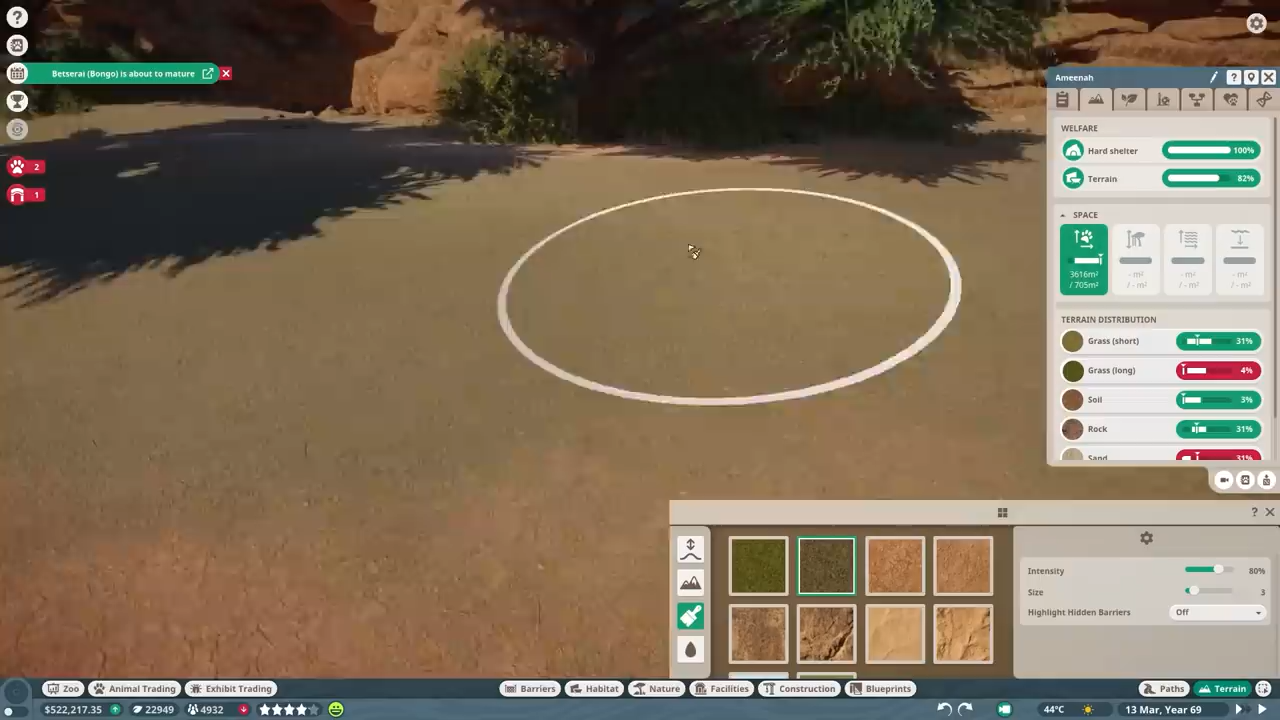 ?
Betserai (Bongo) is about to mature
2
1
Ameenah
?
WELFARE
Hard shelter 100%
Terrain 82%
SPACE
3616m² / 705m²
- m² / - m²
- m² / - m²
- m² / - m²
TERRAIN DISTRIBUTION
Grass (short) 31%
Grass (long) 4%
Soil 3%
Rock 31%
Sand 31%
?
Intensity 80%
Size 3
Highlight Hidden Barriers Off
Zoo Animal Trading Exhibit Trading Barriers Habitat Nature Facilities Construction Blueprints Paths Terrain
$522,217.35 22949 4932 44°C 13 Mar, Year 69